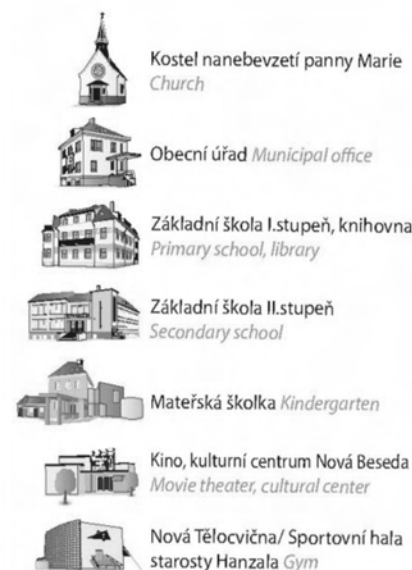 Kostel nanebevzetí panny Marie
Church
Obecní úřad Municipal office
Základní škola I.stupeň, knihovna
Primary school, library
Základní škola II.stupeň
Secondary school
Mateřská školka Kindergarten
Kino, kulturní centrum Nová Beseda
Movie theater, cultural center
Nová Tělocvična/ Sportovní hala
starosty Hanzala Gym